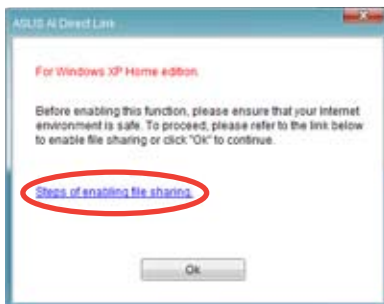 ASUS AI Direct Link
For Windows XP Home edition.
Before enabling this function, please ensure that your Internet
environment is safe. To proceed, please refer to the link below
to enable file sharing or click "Ok" to continue.
Steps of enabling file sharing.
Ok